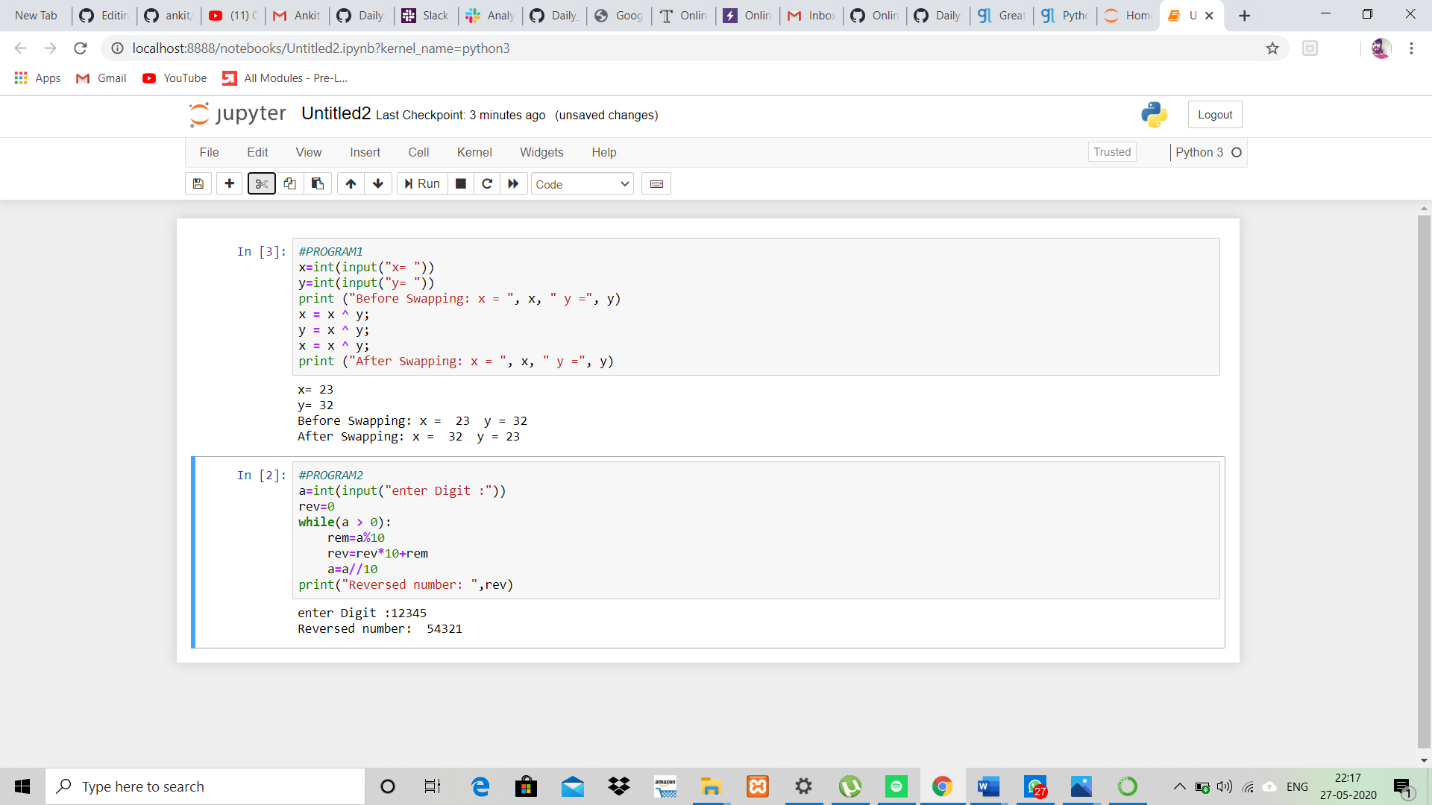 New Tab Editin ankit/ (11) C Ankit Daily- Slack Analy Daily_ Goog Onlin Onlin Inbox Onlin Daily Great Pytho Hom U
localhost:8888/notebooks/Untitled2.ipynb?kernel_name=python3
Apps Gmail YouTube All Modules - Pre-L...
jupyter Untitled2 Last Checkpoint: 3 minutes ago (unsaved changes) Logout
File Edit View Insert Cell Kernel Widgets Help Trusted Python 3
Run Code
In [3]: #PROGRAM1
x=int(input("x= "))
y=int(input("y= "))
print ("Before Swapping: x = ", x, " y =", y)
x = x ^ y;
y = x ^ y;
x = x ^ y;
print ("After Swapping: x = ", x, " y =", y)
x= 23
y= 32
Before Swapping: x =  23  y = 32
After Swapping: x =  32  y = 23
In [2]: #PROGRAM2
a=int(input("enter Digit :"))
rev=0
while(a > 0):
    rem=a%10
    rev=rev*10+rem
    a=a//10
print("Reversed number: ",rev)
enter Digit :12345
Reversed number:  54321
Type here to search
amazon
27
ENG
22:17
27-05-2020
1